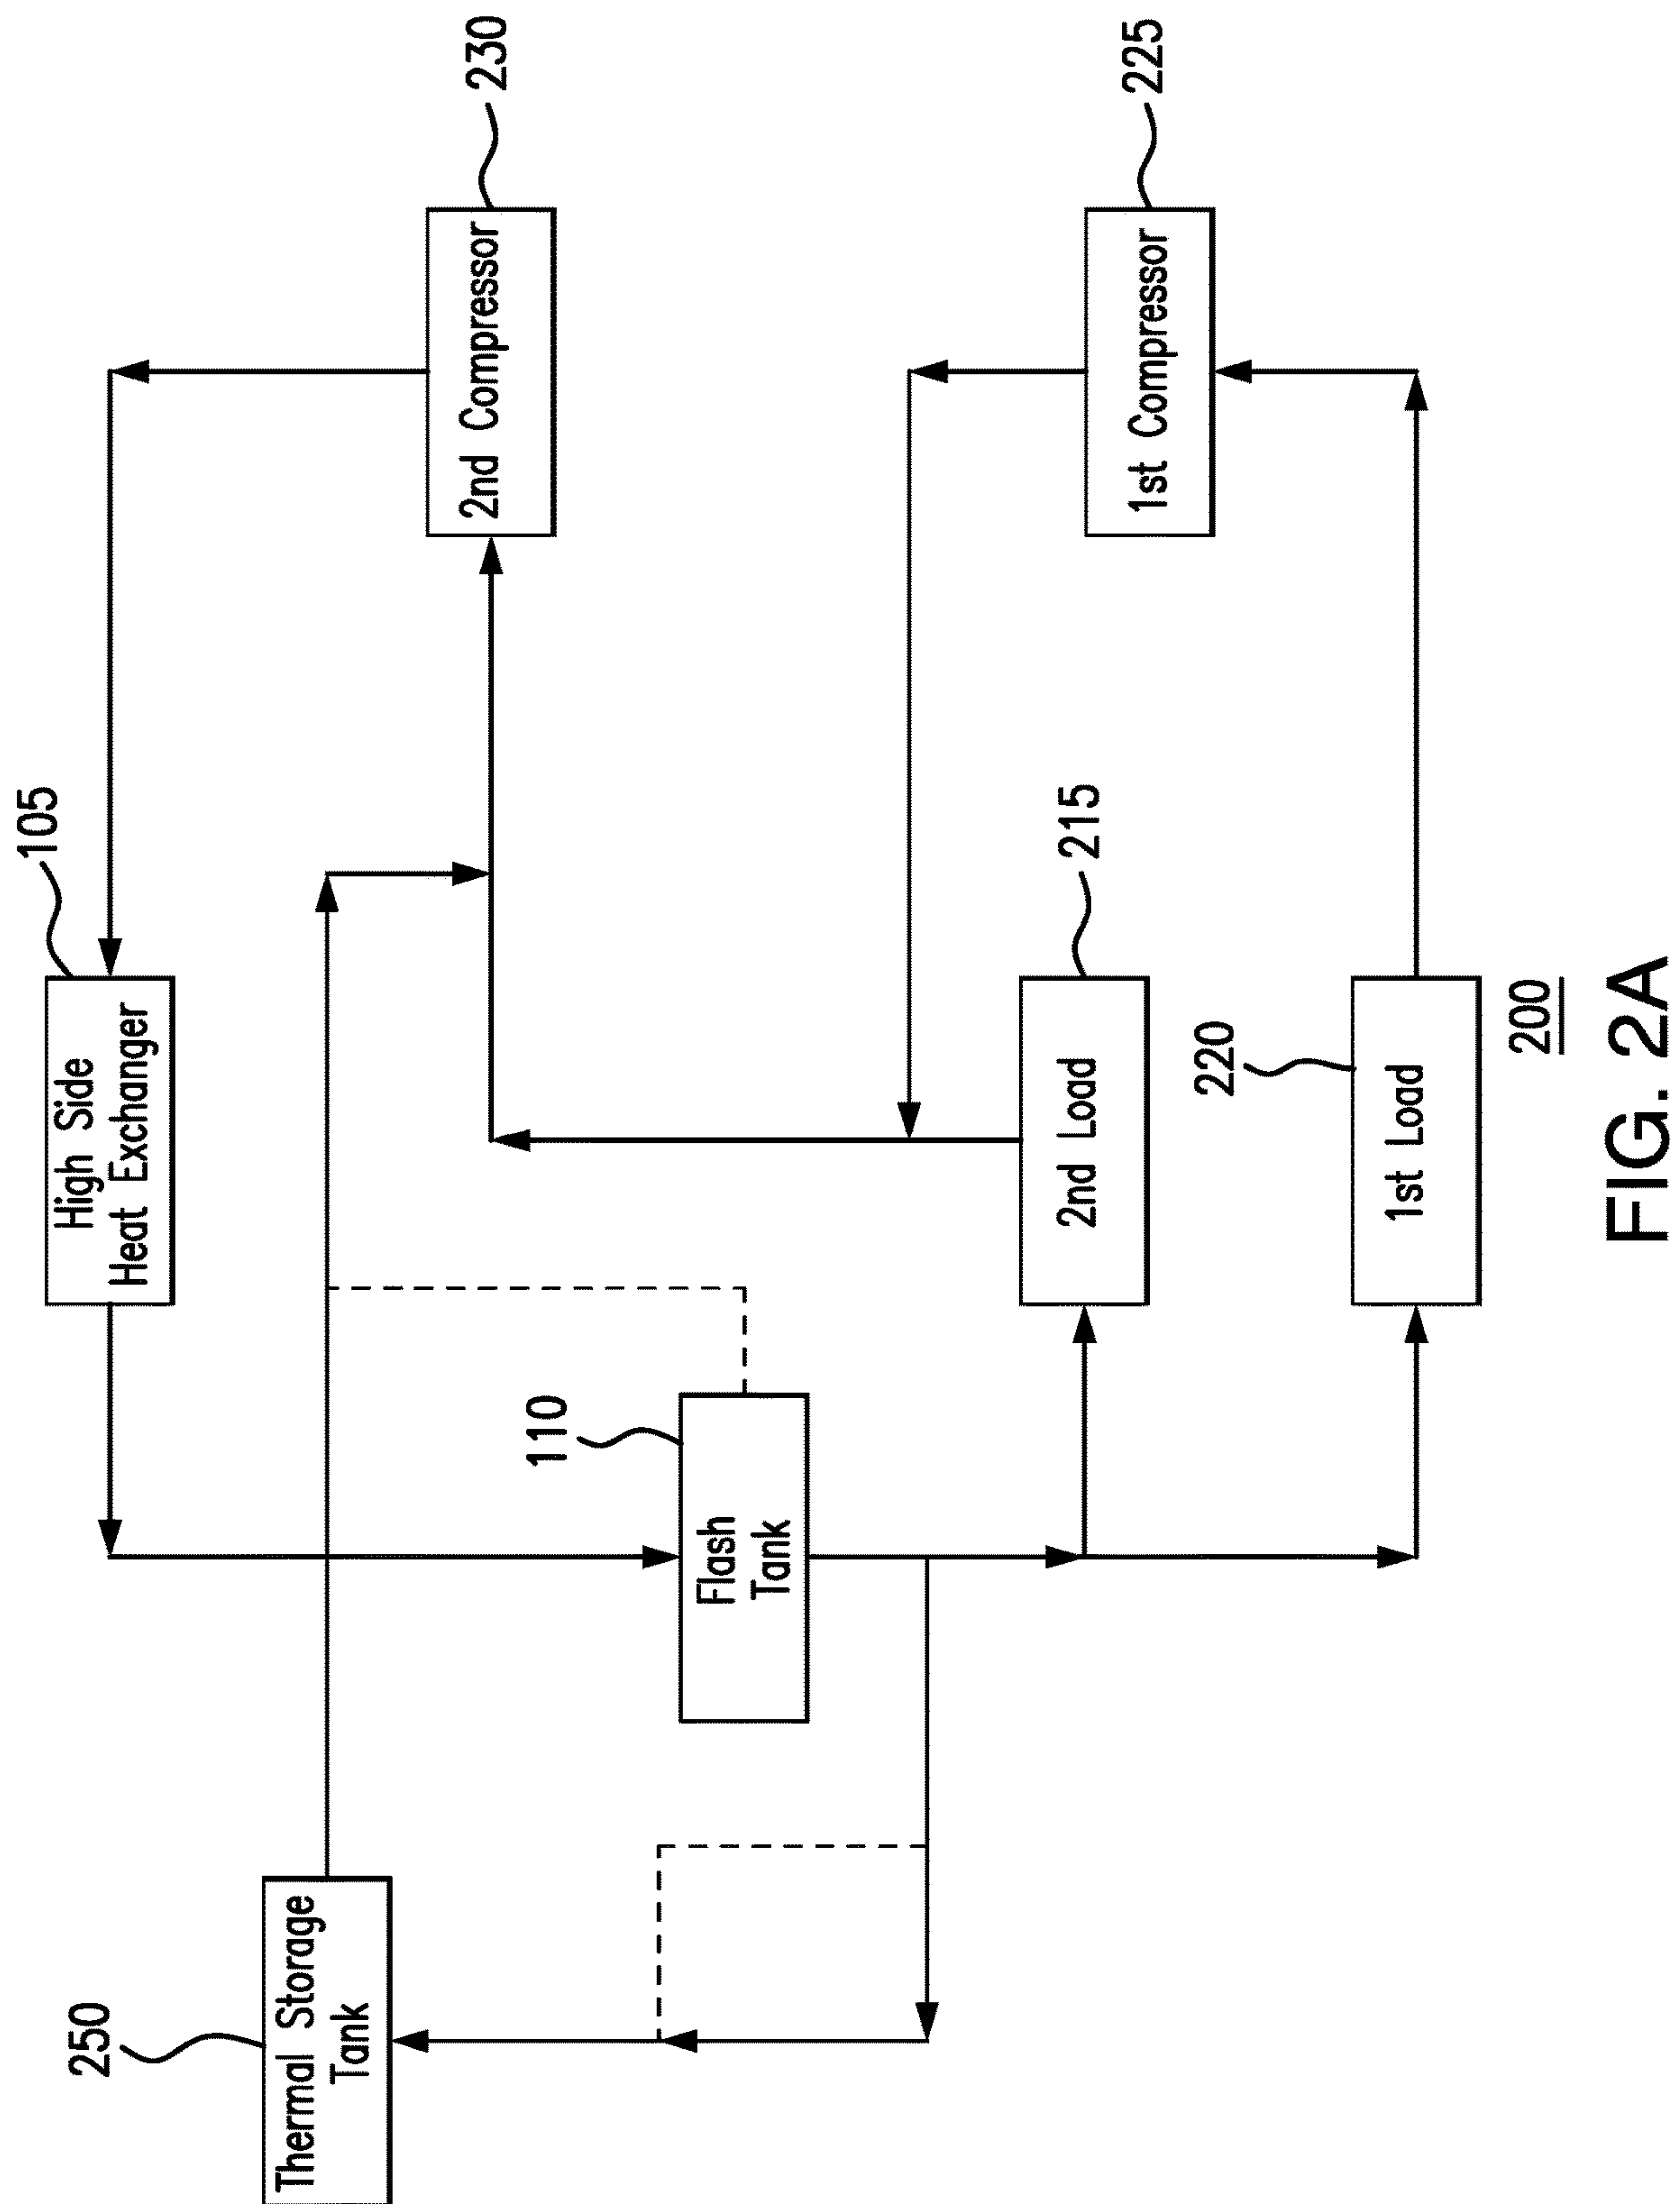 250
Thermal Storage
Tank
High Side
Heat Exchanger
105
2nd Compressor
230
110
Flash
Tank
2nd Load
215
1st Compressor
225
220
1st Load
200
FIG. 2A